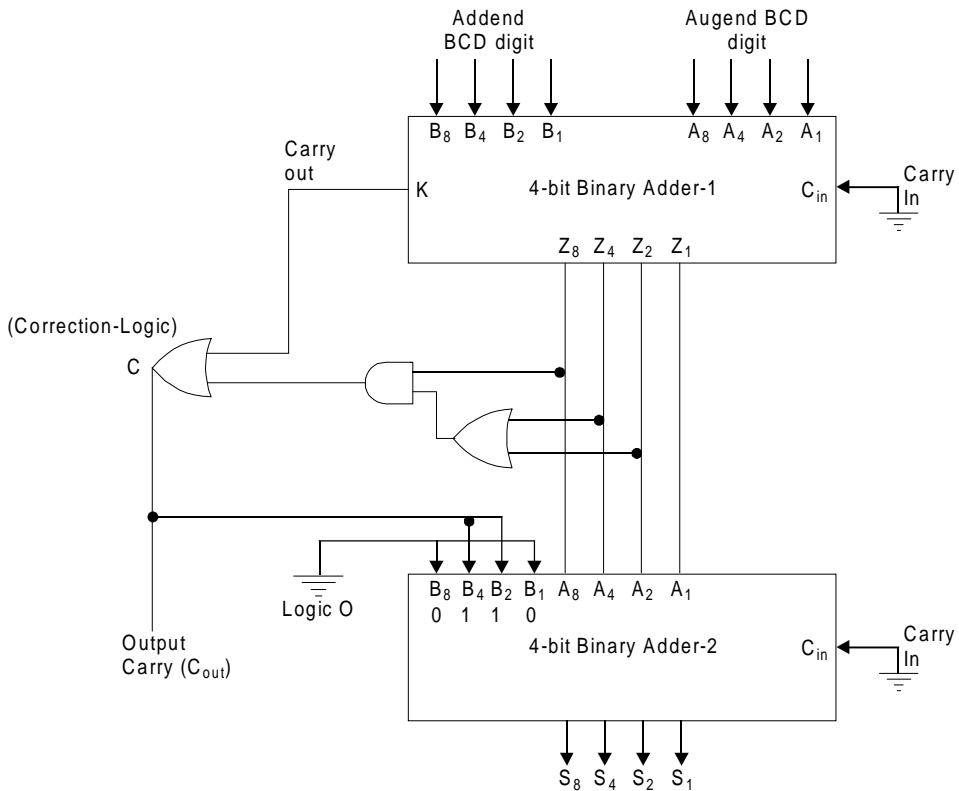 Addend
BCD digit
Augend BCD
digit
B8 B4 B2 B1
A8 A4 A2 A1
Carry
out
K
4-bit Binary Adder-1
Cin
Carry
In
Z8 Z4 Z2 Z1
(Correction-Logic)
C
Logic O
B8 B4 B2 B1 A8 A4 A2 A1
0 1 1 0
Output
Carry (Cout)
4-bit Binary Adder-2
Cin
Carry
In
S8 S4 S2 S1